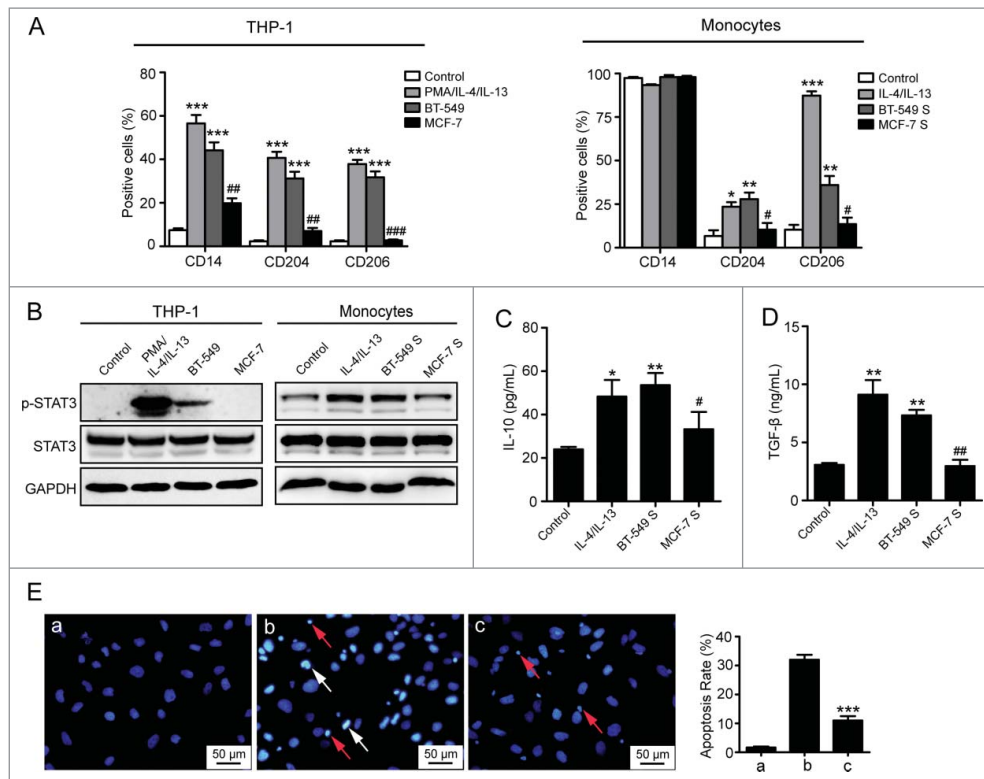 A
THP-1
Monocytes
Positive cells (%)
80
60
40
20
0
Control
PMA/IL-4/IL-13
BT-549
MCF-7
***
***
##
***
***
##
***
***
###
CD14
CD204
CD206
Positive cells (%)
100
75
50
25
0
Control
IL-4/IL-13
BT-549 S
MCF-7 S
*
**
#
***
**
#
CD14
CD204
CD206
B
THP-1
Monocytes
Control
PMA/
IL-4/IL-13
BT-549
MCF-7
Control
IL-4/IL-13
BT-549 S
MCF-7 S
p-STAT3
STAT3
GAPDH
C
IL-10 (pg/mL)
80
60
40
20
0
*
**
#
Control
IL-4/IL-13
BT-549 S
MCF-7 S
D
TGF-β (ng/mL)
15
10
5
0
**
**
##
Control
IL-4/IL-13
BT-549 S
MCF-7 S
E
a
50 µm
b
50 µm
c
50 µm
Apoptosis Rate (%)
40
30
20
10
0
***
a
b
c